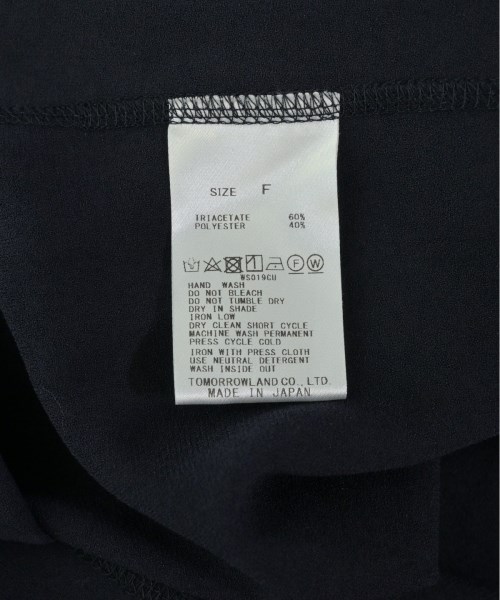 SIZE F
TRIACETATE 60%
POLYESTER 40%
F W
WS019CU
HAND WASH
DO NOT BLEACH
DO NOT TUMBLE DRY
DRY IN SHADE
IRON LOW
DRY CLEAN SHORT CYCLE
MACHINE WASH PERMANENT
PRESS CYCLE COLD
IRON WITH PRESS CLOTH
USE NEUTRAL DETERGENT
WASH INSIDE OUT
TOMORROWLAND CO., LTD.
MADE IN JAPAN